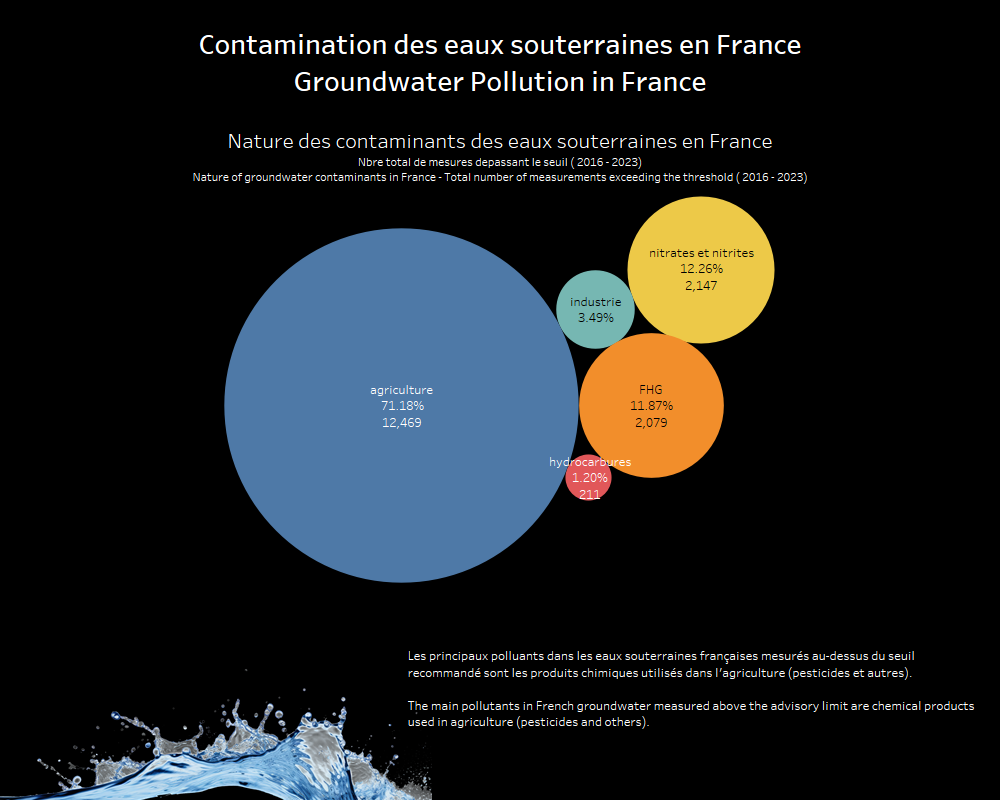 Contamination des eaux souterraines en France
Groundwater Pollution in France
Nature des contaminants des eaux souterraines en France
Nbre total de mesures depassant le seuil ( 2016 - 2023)
Nature of groundwater contaminants in France - Total number of measurements exceeding the threshold ( 2016 - 2023)
nitrates et nitrites
12.26%
2,147
industrie
3.49%
agriculture
71.18%
12,469
FHG
11.87%
2,079
hydrocarbures
1.20%
211
Les principaux polluants dans les eaux souterraines françaises mesurés au-dessus du seuil
recommandé sont les produits chimiques utilisés dans l'agriculture (pesticides et autres).
The main pollutants in French groundwater measured above the advisory limit are chemical products
used in agriculture (pesticides and others).